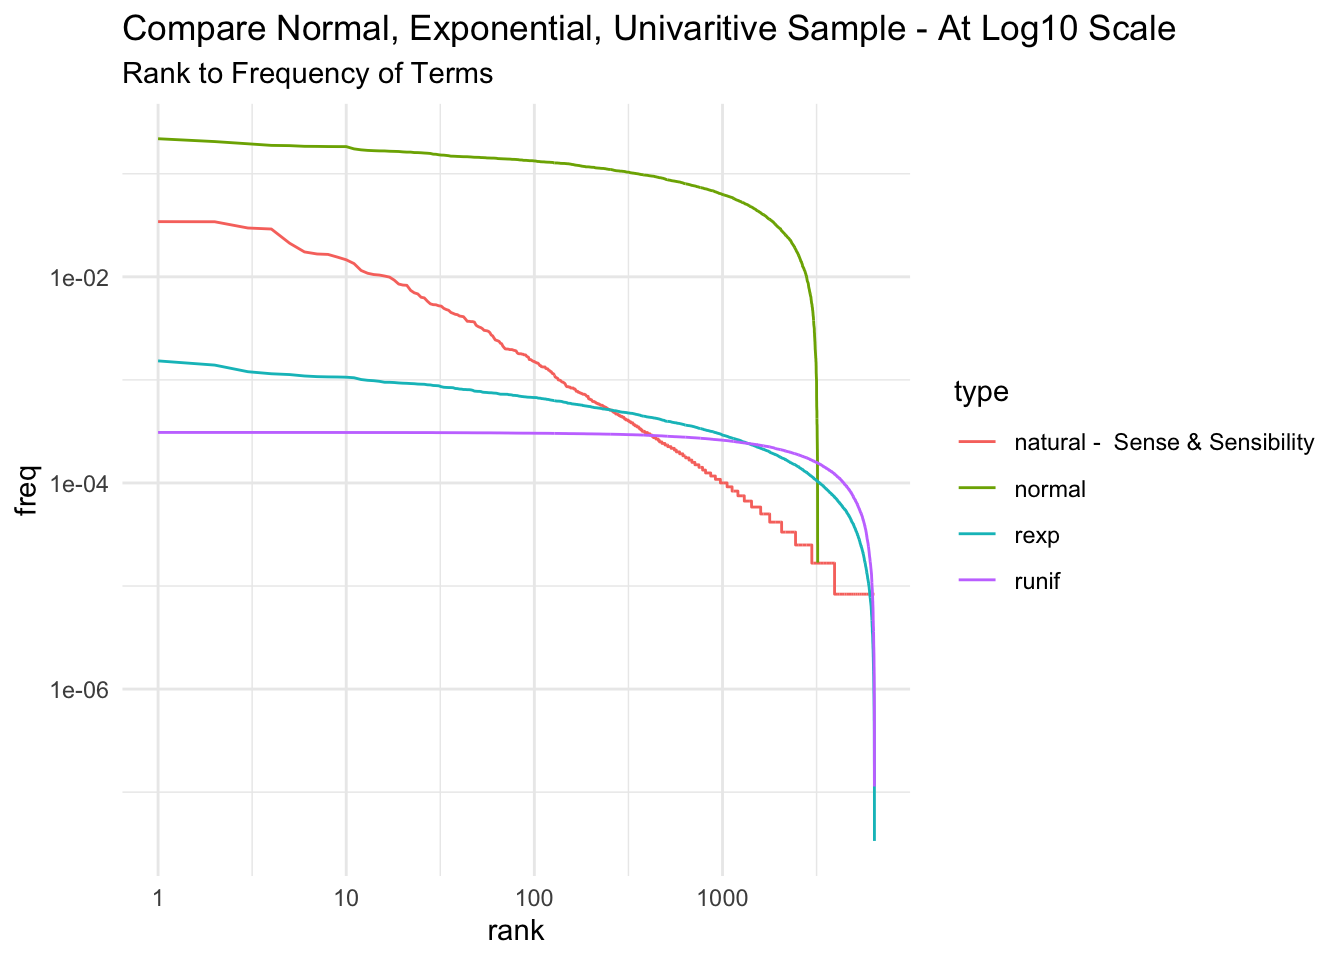 Compare Normal, Exponential, Univaritive Sample - At Log10 Scale
Rank to Frequency of Terms
freq
1e-02
1e-04
1e-06
1
10
100
1000
rank
type
natural -  Sense & Sensibility
normal
rexp
runif